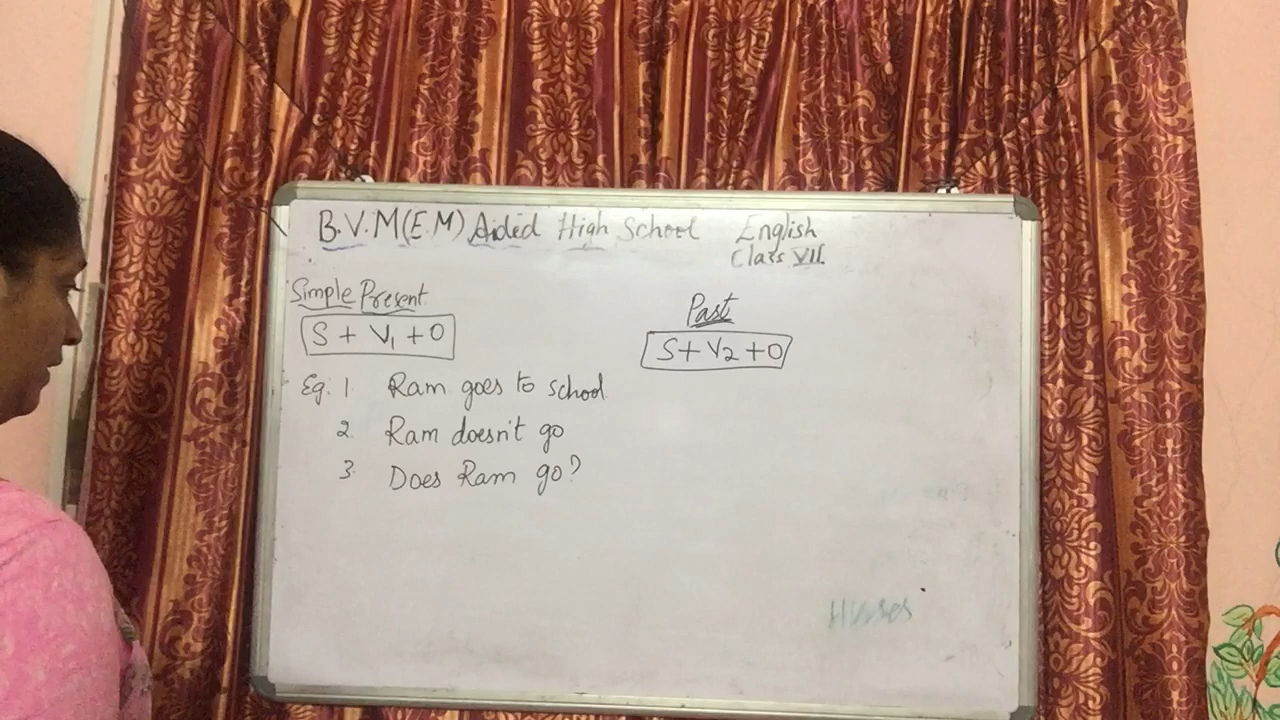 B.V.M(E.M) Aided High School English
Class VII.
Simple Present
S + V1 + O
Eg. 1 Ram goes to school
2. Ram doesn't go
3. Does Ram go?
Past
S + V2 + O